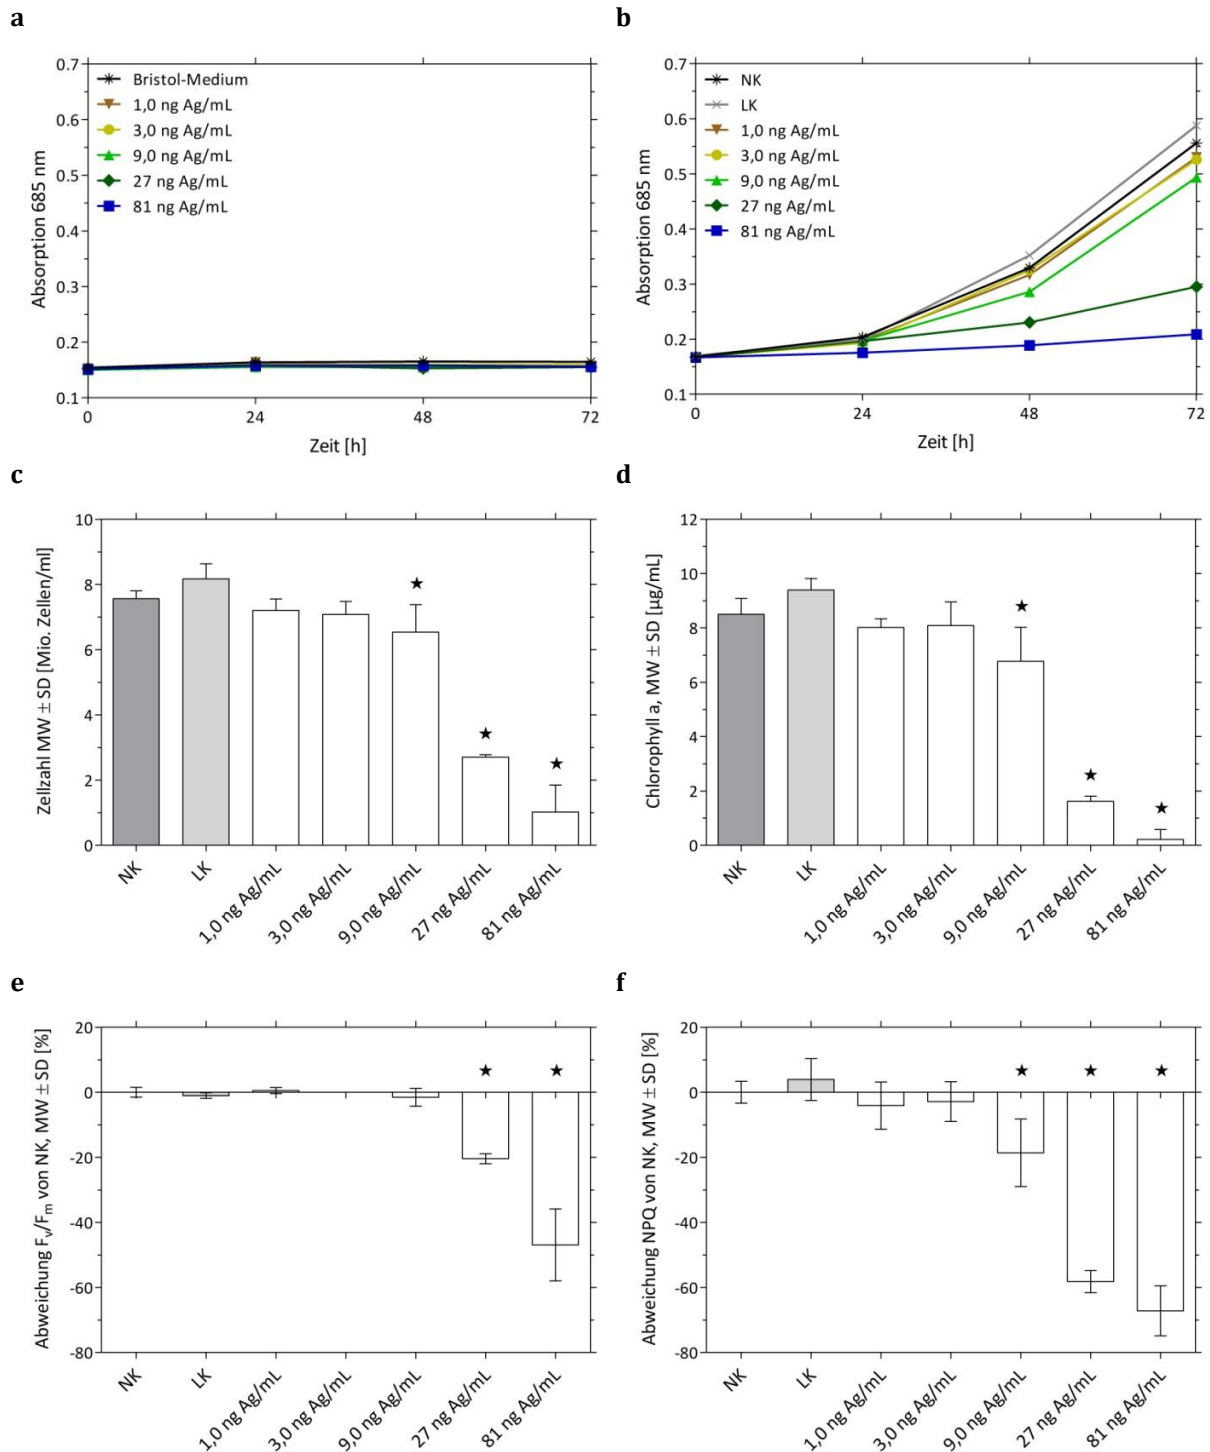 a
b
0.7
0.6
0.5
0.4
0.3
0.2
0.1
Absorption 685 nm
Bristol-Medium
1,0 ng Ag/mL
3,0 ng Ag/mL
9,0 ng Ag/mL
27 ng Ag/mL
81 ng Ag/mL
0
24
48
72
Zeit [h]
0.7
0.6
0.5
0.4
0.3
0.2
0.1
Absorption 685 nm
NK
LK
1,0 ng Ag/mL
3,0 ng Ag/mL
9,0 ng Ag/mL
27 ng Ag/mL
81 ng Ag/mL
0
24
48
72
Zeit [h]
c
d
10
8
6
4
2
0
Zellzahl MW ± SD [Mio. Zellen/ml]
NK
LK
1,0 ng Ag/mL
3,0 ng Ag/mL
9,0 ng Ag/mL
27 ng Ag/mL
81 ng Ag/mL
12
10
8
6
4
2
0
Chlorophyll a, MW ± SD [µg/mL]
NK
LK
1,0 ng Ag/mL
3,0 ng Ag/mL
9,0 ng Ag/mL
27 ng Ag/mL
81 ng Ag/mL
e
f
20
0
-20
-40
-60
-80
Abweichung Fv/Fm von NK, MW ± SD [%]
NK
LK
1,0 ng Ag/mL
3,0 ng Ag/mL
9,0 ng Ag/mL
27 ng Ag/mL
81 ng Ag/mL
20
0
-20
-40
-60
-80
Abweichung NPQ von NK, MW ± SD [%]
NK
LK
1,0 ng Ag/mL
3,0 ng Ag/mL
9,0 ng Ag/mL
27 ng Ag/mL
81 ng Ag/mL